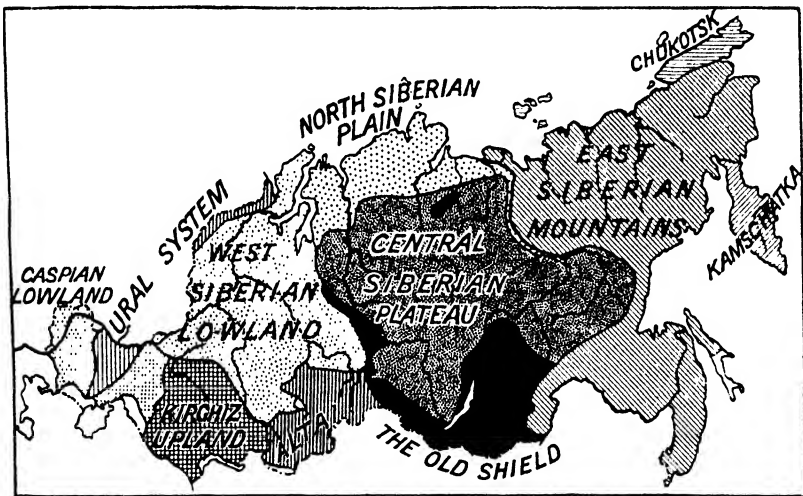 CHUKOTSK
NORTH SIBERIAN
PLAIN
EAST
SIBERIAN
MOUNTAINS
KAMSCHATKA
URAL SYSTEM
CASPIAN
LOWLAND
WEST
SIBERIAN
LOWLAND
CENTRAL
SIBERIAN
PLATEAU
KIRGHIZ
UPLAND
ALTAI
THE OLD SHIELD